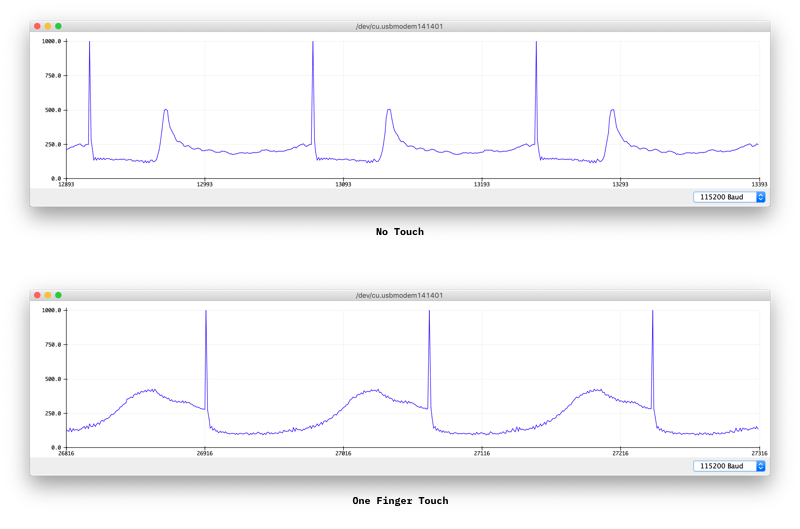 /dev/cu.usbmodem141401
1000.0
750.0
500.0
250.0
0.0
12893 12993 13093 13193 13293 13393
115200 Baud
No Touch
/dev/cu.usbmodem141401
1000.0
750.0
500.0
250.0
0.0
26816 26916 27016 27116 27216 27316
115200 Baud
One Finger Touch